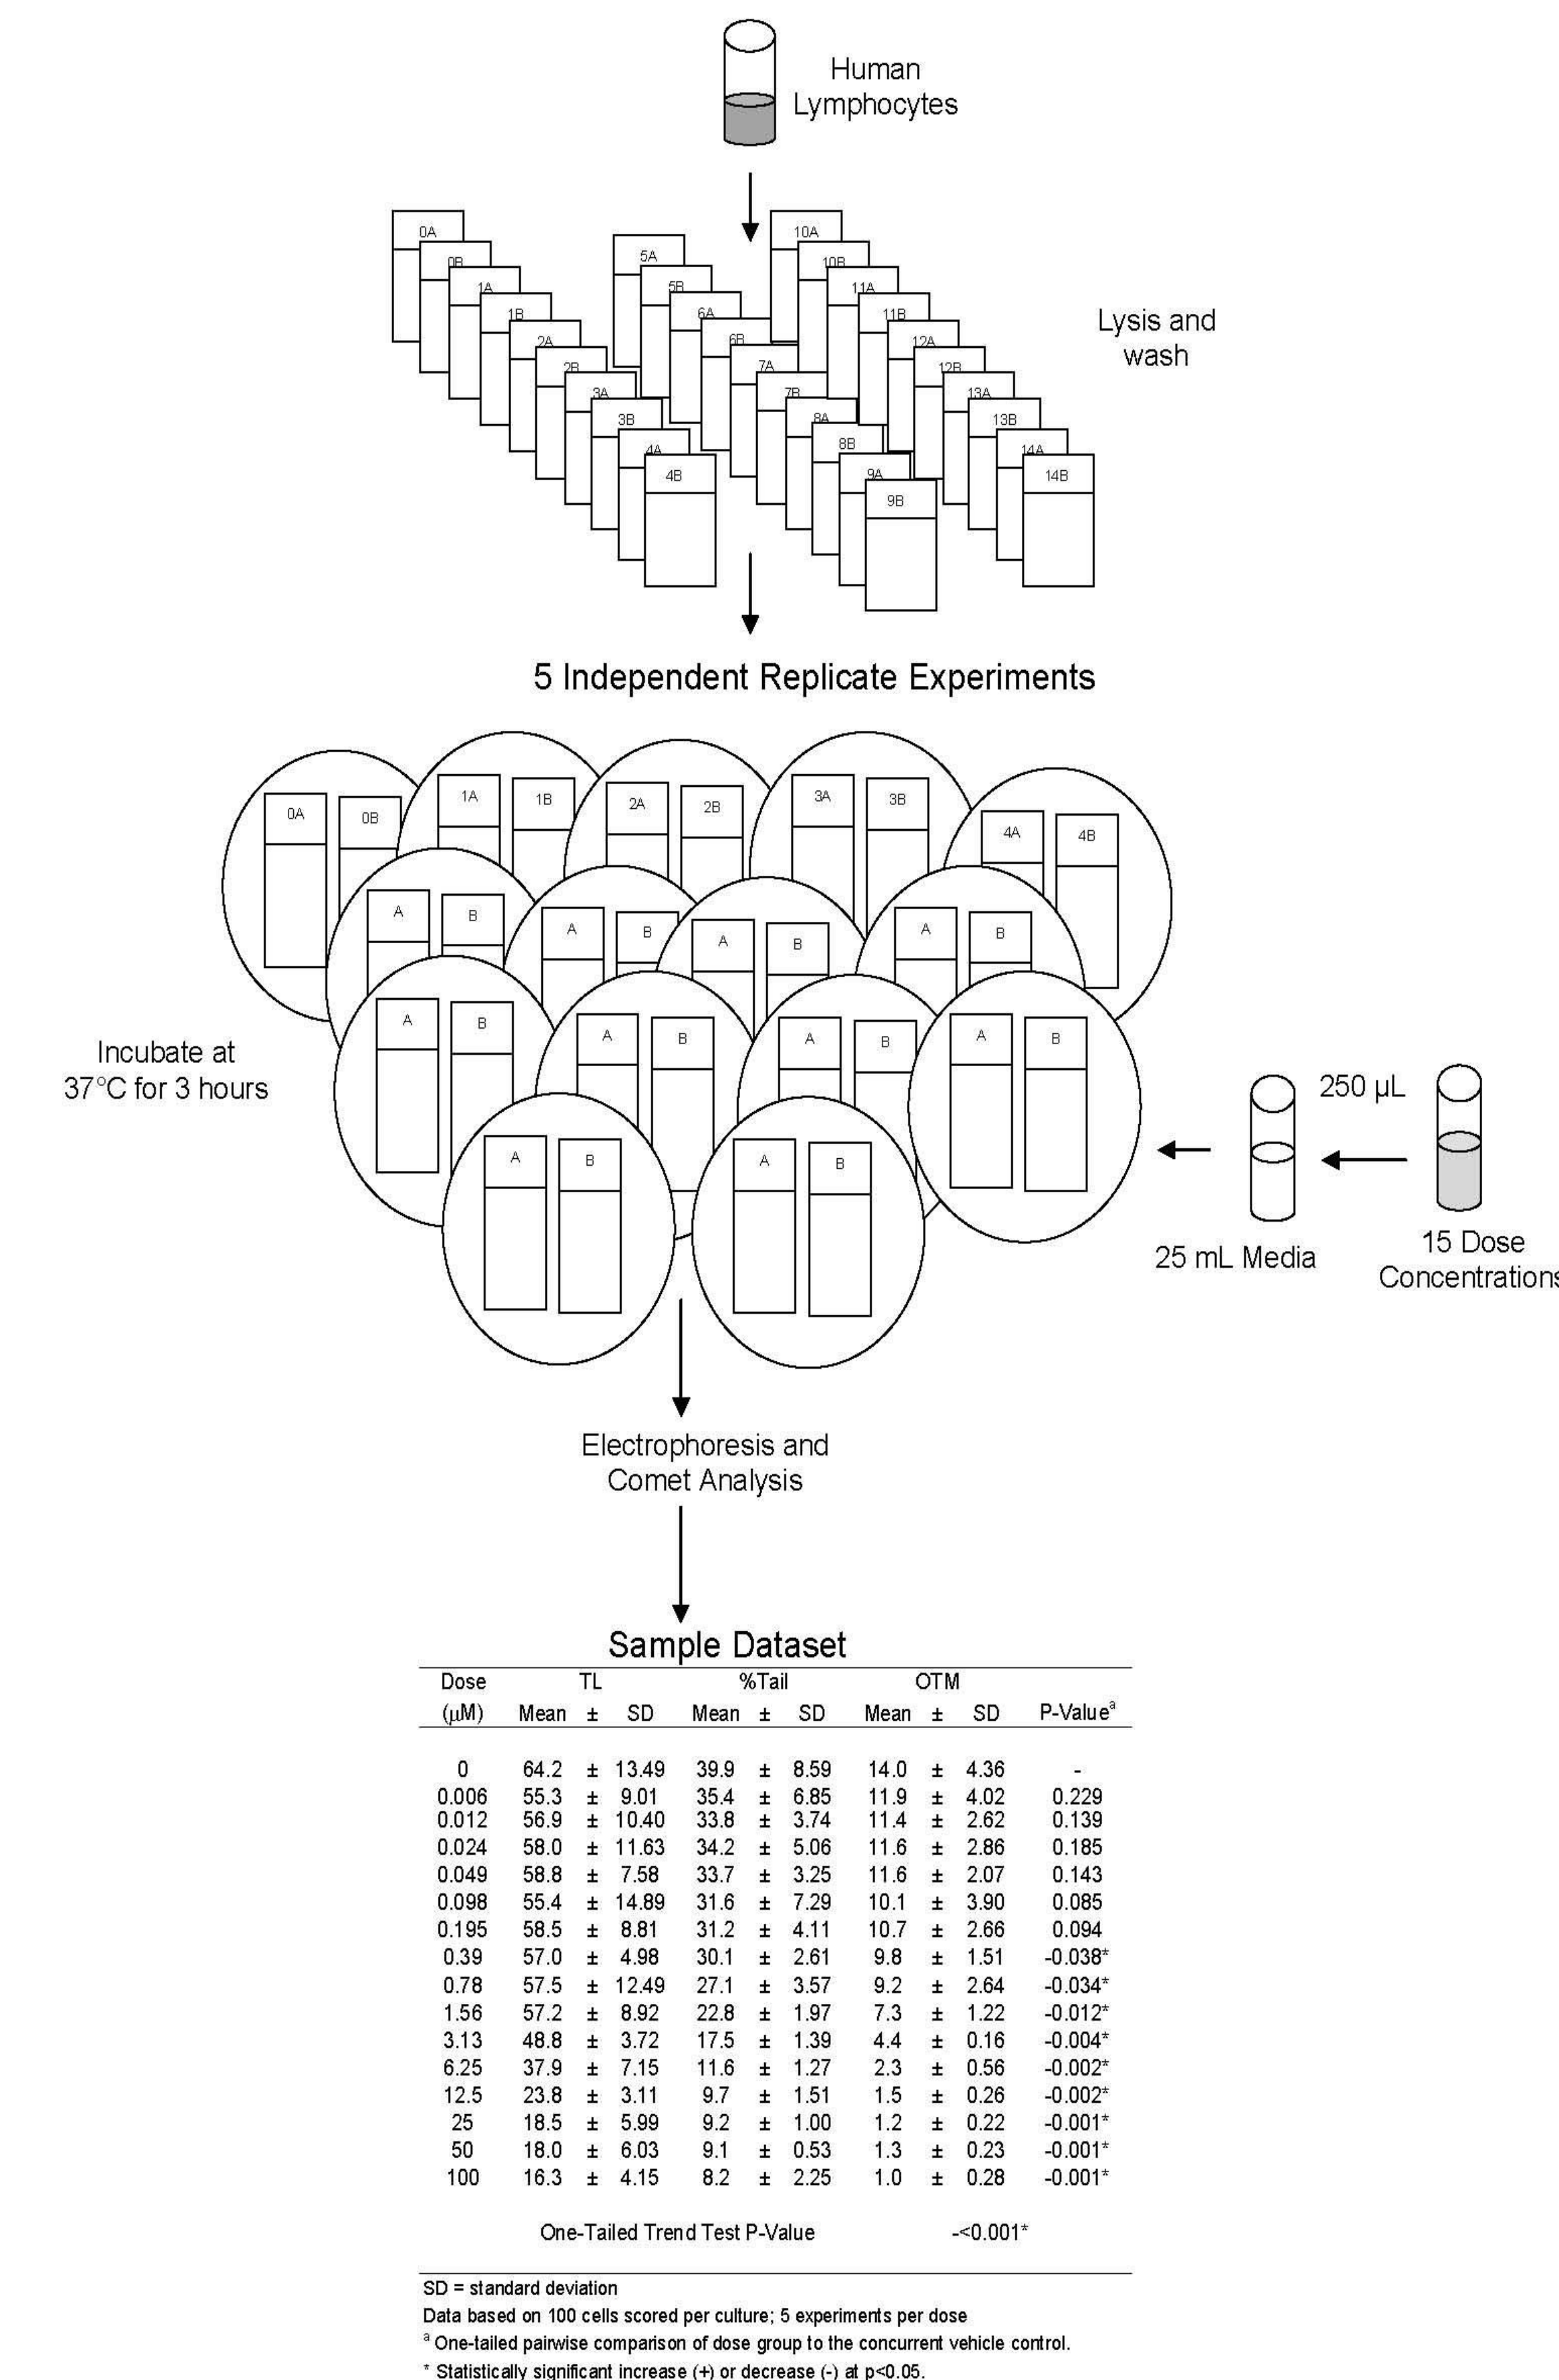 Human
Lymphocytes
0A
0B
1A
1B
2A
2B
3A
3B
4A
4B
5A
5B
6A
6B
7A
7B
8A
8B
9A
9B
10A
10B
11A
11B
12A
12B
13A
13B
14A
14B
Lysis and
wash
5 Independent Replicate Experiments
0A 0B
1A 1B
2A 2B
3A 3B
4A 4B
A B
A B
A B
A B
A B
A B
A B
A B
A B
A B
Incubate at
37°C for 3 hours
250 µL
25 mL Media
15 Dose
Concentrations
Electrophoresis and
Comet Analysis
Sample Dataset
Dose TL %Tail OTM
(µM) Mean ± SD Mean ± SD Mean ± SD P-Valueª
0 64.2 ± 13.49 39.9 ± 8.59 14.0 ± 4.36 -
0.006 55.3 ± 9.01 35.4 ± 6.85 11.9 ± 4.02 0.229
0.012 56.9 ± 10.40 33.8 ± 3.74 11.4 ± 2.62 0.139
0.024 58.0 ± 11.63 34.2 ± 5.06 11.6 ± 2.86 0.185
0.049 58.8 ± 7.58 33.7 ± 3.25 11.6 ± 2.07 0.143
0.098 55.4 ± 14.89 31.6 ± 7.29 10.1 ± 3.90 0.085
0.195 58.5 ± 8.81 31.2 ± 4.11 10.7 ± 2.66 0.094
0.39 57.0 ± 4.98 30.1 ± 2.61 9.8 ± 1.51 -0.038*
0.78 57.5 ± 12.49 27.1 ± 3.57 9.2 ± 2.64 -0.034*
1.56 57.2 ± 8.92 22.8 ± 1.97 7.3 ± 1.22 -0.012*
3.13 48.8 ± 3.72 17.5 ± 1.39 4.4 ± 0.16 -0.004*
6.25 37.9 ± 7.15 11.6 ± 1.27 2.3 ± 0.56 -0.002*
12.5 23.8 ± 3.11 9.7 ± 1.51 1.5 ± 0.26 -0.002*
25 18.5 ± 5.99 9.2 ± 1.00 1.2 ± 0.22 -0.001*
50 18.0 ± 6.03 9.1 ± 0.53 1.3 ± 0.23 -0.001*
100 16.3 ± 4.15 8.2 ± 2.25 1.0 ± 0.28 -0.001*
One-Tailed Trend Test P-Value -<0.001*
SD = standard deviation
Data based on 100 cells scored per culture; 5 experiments per dose
ª One-tailed pairwise comparison of dose group to the concurrent vehicle control.
* Statistically significant increase (+) or decrease (-) at p<0.05.